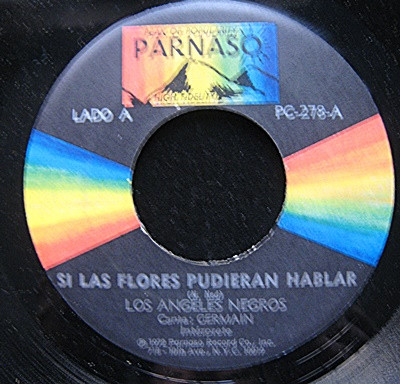 PARNASO
HIGH FIDELITY
LADO A
PC-278-A
SI LAS FLORES PUDIERAN HABLAR
LOS ANGELES NEGROS
Canta: GERMAIN
Parnaso Record Co., Inc.